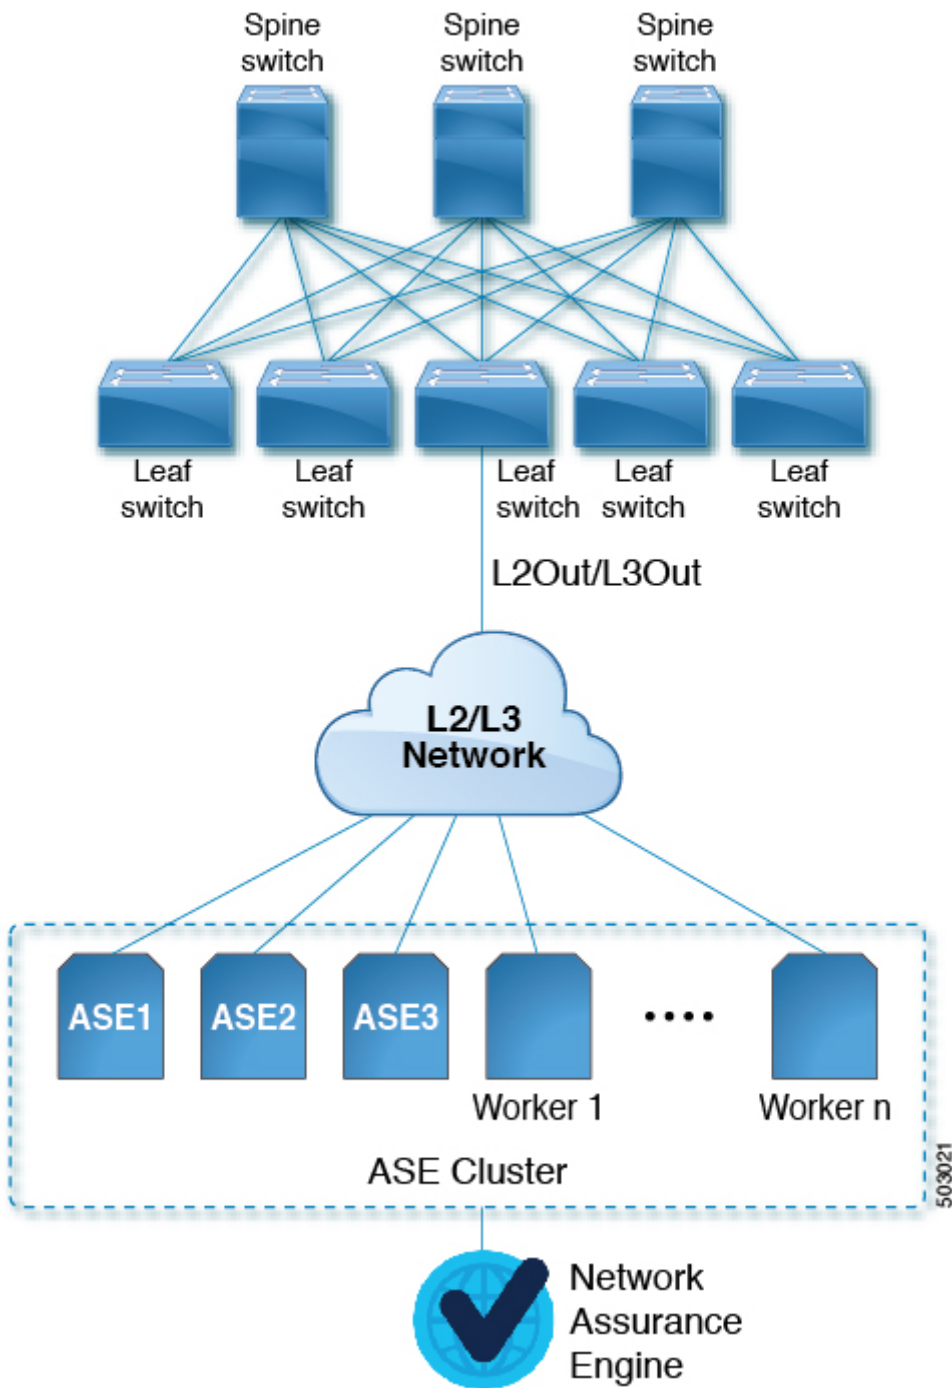 Spine switch
Spine switch
Spine switch
Leaf switch
Leaf switch
Leaf switch
Leaf switch
Leaf switch
L2Out/L3Out
L2/L3
Network
ASE1
ASE2
ASE3
Worker 1
Worker n
ASE Cluster
503021
Network
Assurance
Engine